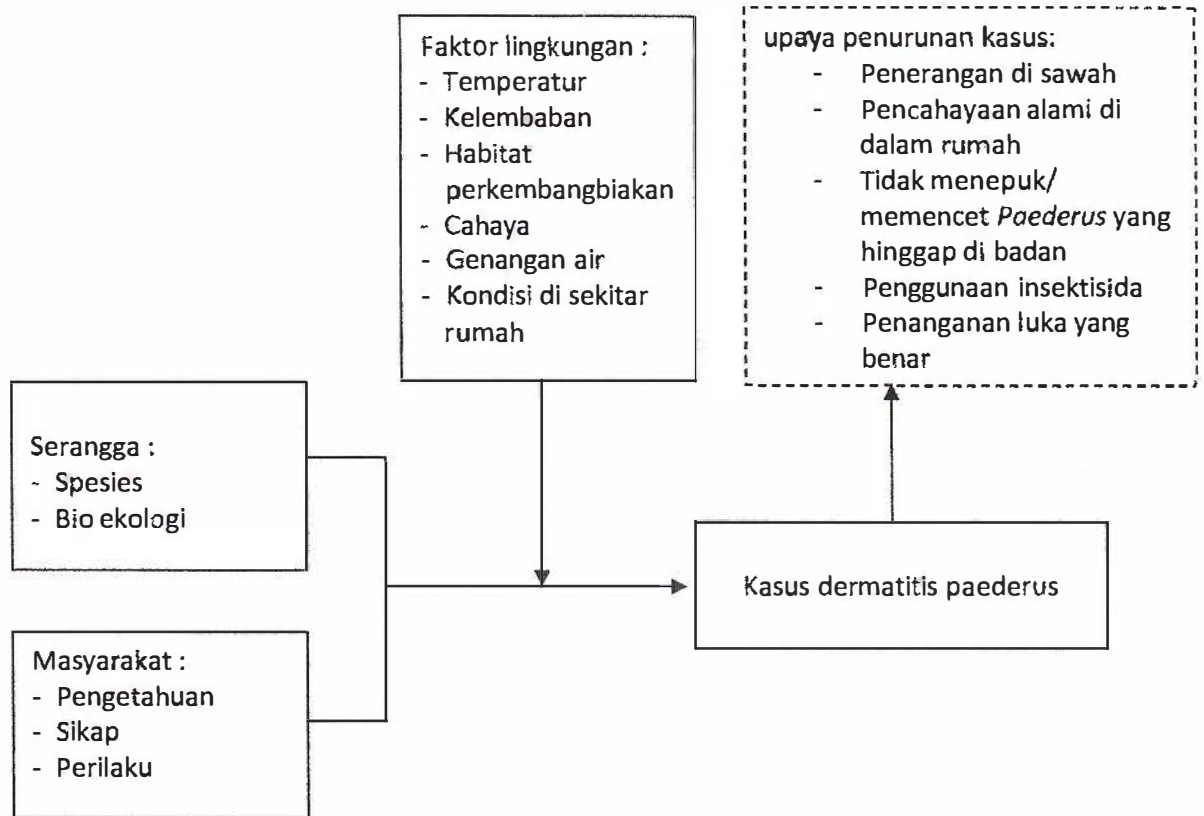 Faktor lingkungan :
- Temperatur
- Kelembaban
- Habitat
perkembangbiakan
- Cahaya
- Genangan air
- Kondisi di sekitar
rumah
upaya penurunan kasus:
- Penerangan di sawah
- Pencahayaan alami di
dalam rumah
- Tidak menepuk/
memencet Paederus yang
hinggap di badan
- Penggunaan insektisida
- Penanganan luka yang
benar
Serangga :
- Spesies
- Bio ekologi
Kasus dermatitis paederus
Masyarakat :
- Pengetahuan
- Sikap
- Perilaku